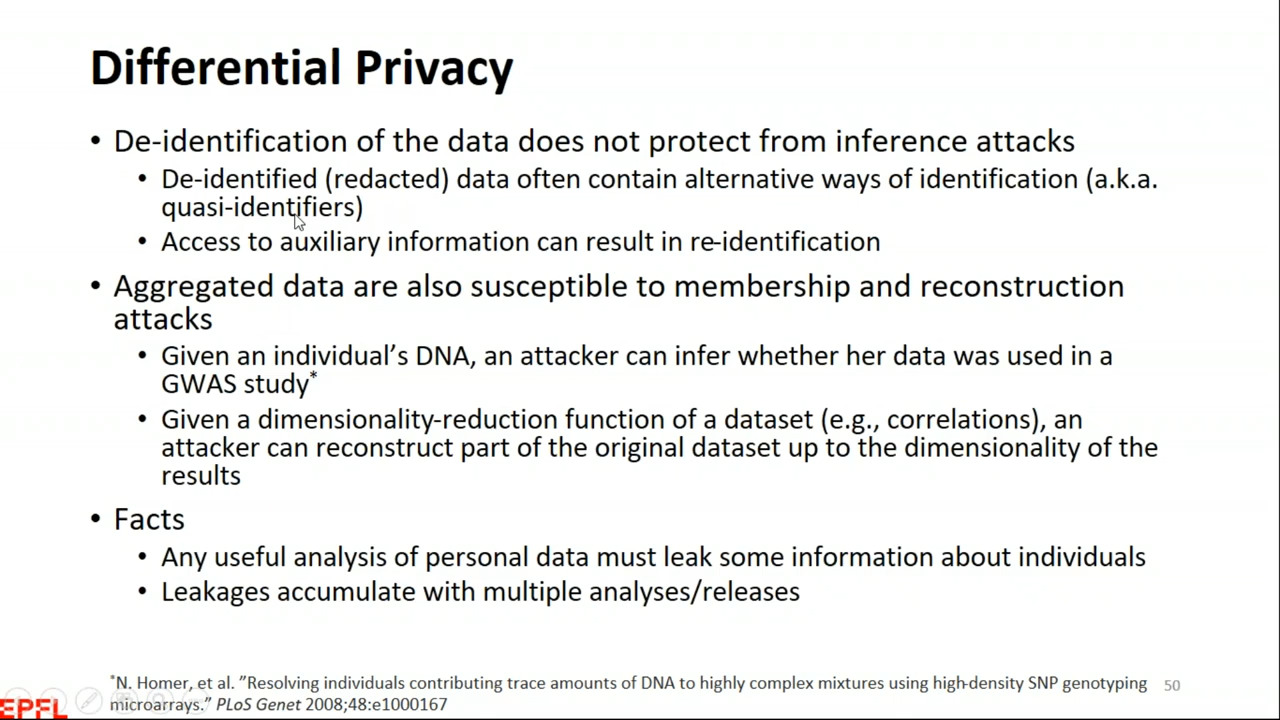 Differential Privacy
• De-identification of the data does not protect from inference attacks
• De-identified (redacted) data often contain alternative ways of identification (a.k.a.
quasi-identifiers)
• Access to auxiliary information can result in re-identification
• Aggregated data are also susceptible to membership and reconstruction
attacks
• Given an individual’s DNA, an attacker can infer whether her data was used in a
GWAS study*
• Given a dimensionality-reduction function of a dataset (e.g., correlations), an
attacker can reconstruct part of the original dataset up to the dimensionality of the
results
• Facts
• Any useful analysis of personal data must leak some information about individuals
• Leakages accumulate with multiple analyses/releases
*N. Homer, et al. ”Resolving individuals contributing trace amounts of DNA to highly complex mixtures using high-density SNP genotyping
microarrays.” PLoS Genet 2008;48:e1000167
50
EPFL